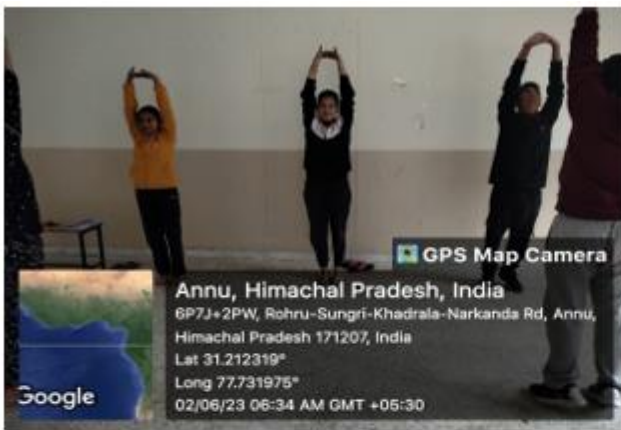 GPS Map Camera
Annu, Himachal Pradesh, India
6P7J+2PW, Rohru-Sungri-Khadrala-Narkanda Rd, Annu,
Himachal Pradesh 171207, India
Lat 31.212319°
Long 77.731975°
02/06/23 06:34 AM GMT +05:30
Google